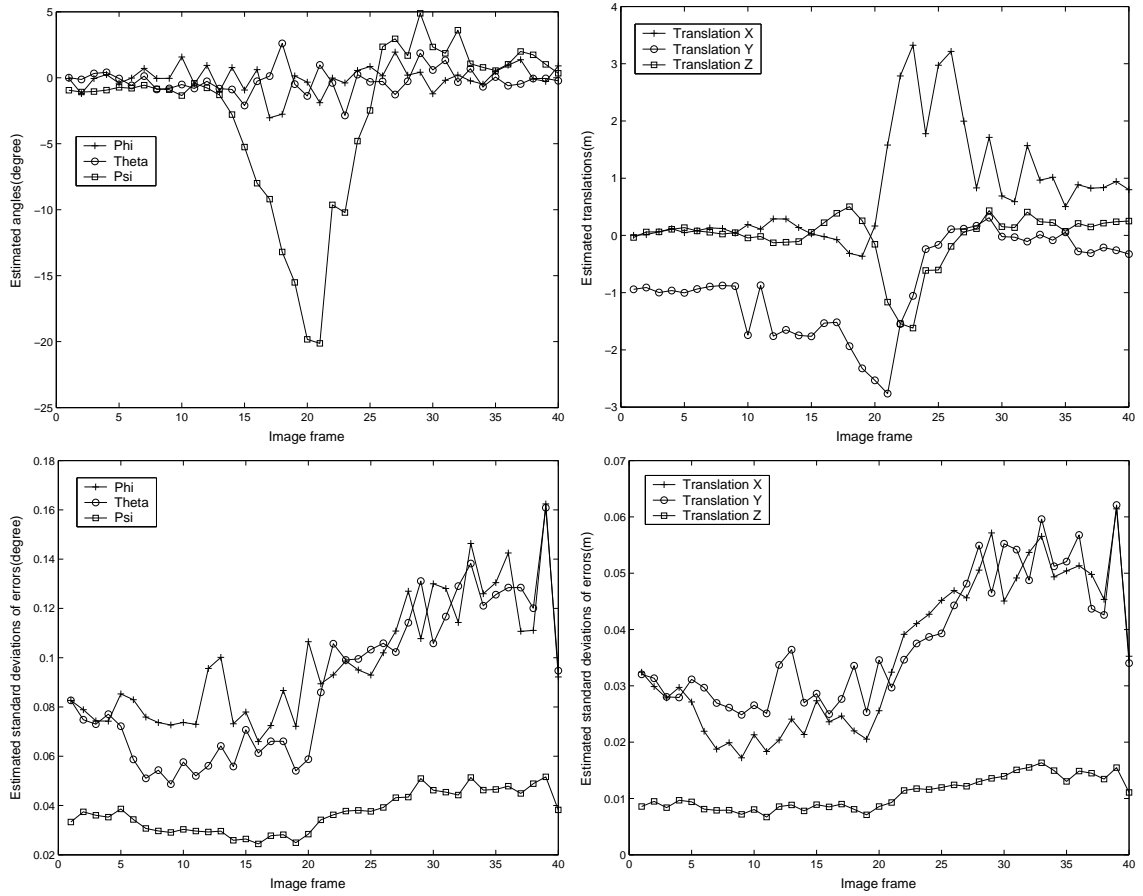 5
0
−5
−10
−15
−20
−25
Estimated angles(degree)
Phi
Theta
Psi
0 5 10 15 20 25 30 35 40
Image frame
4
3
2
1
0
−1
−2
−3
Estimated translations(m)
Translation X
Translation Y
Translation Z
0 5 10 15 20 25 30 35 40
Image frame
0.18
0.16
0.14
0.12
0.1
0.08
0.06
0.04
0.02
Estimated standard deviations of errors(degree)
Phi
Theta
Psi
0 5 10 15 20 25 30 35 40
Image frame
0.07
0.06
0.05
0.04
0.03
0.02
0.01
0
Estimated standard deviations of errors(m)
Translation X
Translation Y
Translation Z
0 5 10 15 20 25 30 35 40
Image frame